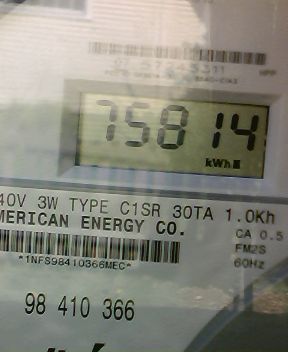 75814
kWh
40V 3W TYPE C1SR 30TA 1.0Kh
MERICAN ENERGY CO.
CA 0.5
FM2S
60Hz
*1NFS98410366MEC*
98 410 366